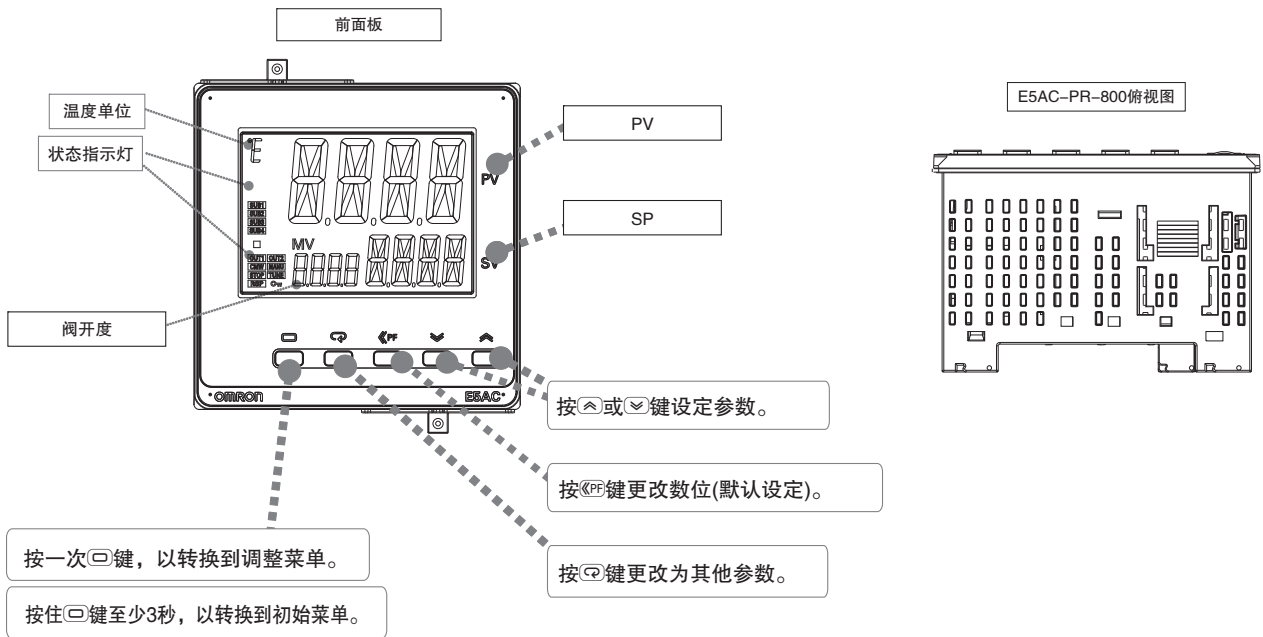 前面板
温度单位
状态指示灯
阀开度
PV
SP
PV
SV
MV
SUB1
SUB2
SUB3
SUB4
OUT1 OUT2
CMW MANU
STOP TUNE
RSP
PF
omron
E5AC
按或键设定参数。
按PF键更改数位(默认设定)。
按键更改为其他参数。
按一次键，以转换到调整菜单。
按住键至少3秒，以转换到初始菜单。
E5AC-PR-800俯视图